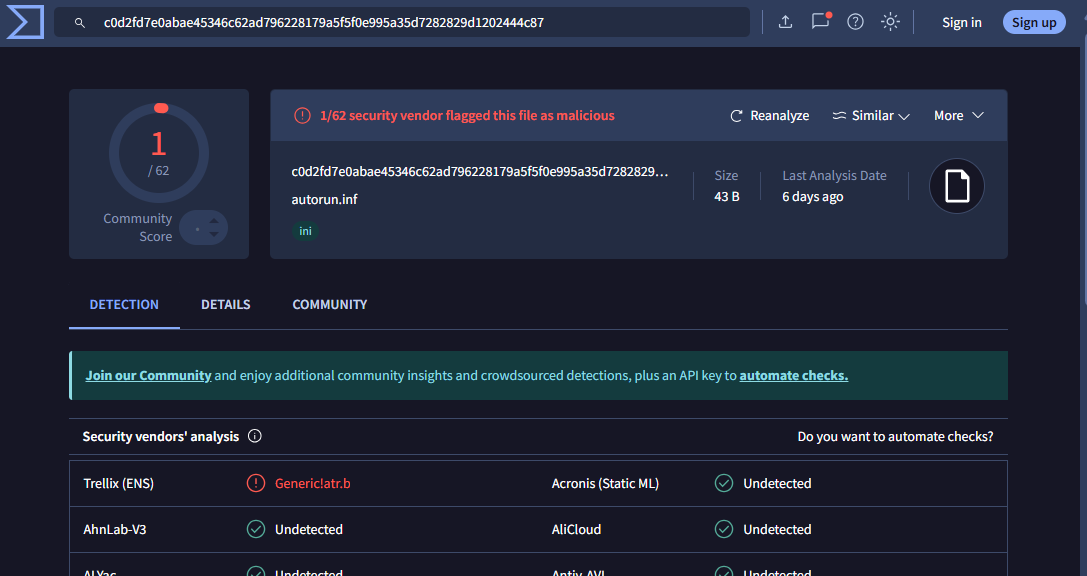 c0d2fd7e0abae45346c62ad796228179a5f5f0e995a35d7282829d1202444c87
Sign in
Sign up
1
/ 62
Community
Score
1/62 security vendor flagged this file as malicious
Reanalyze
Similar
More
c0d2fd7e0abae45346c62ad796228179a5f5f0e995a35d7282829…
autorun.inf
ini
Size
43 B
Last Analysis Date
6 days ago
DETECTION
DETAILS
COMMUNITY
Join our Community and enjoy additional community insights and crowdsourced detections, plus an API key to automate checks.
Security vendors' analysis
Do you want to automate checks?
Trellix (ENS)
Generic!atr.b
Acronis (Static ML)
Undetected
AhnLab-V3
Undetected
AliCloud
Undetected
ALYac
Undetected
Antiy-AVL
Undetected